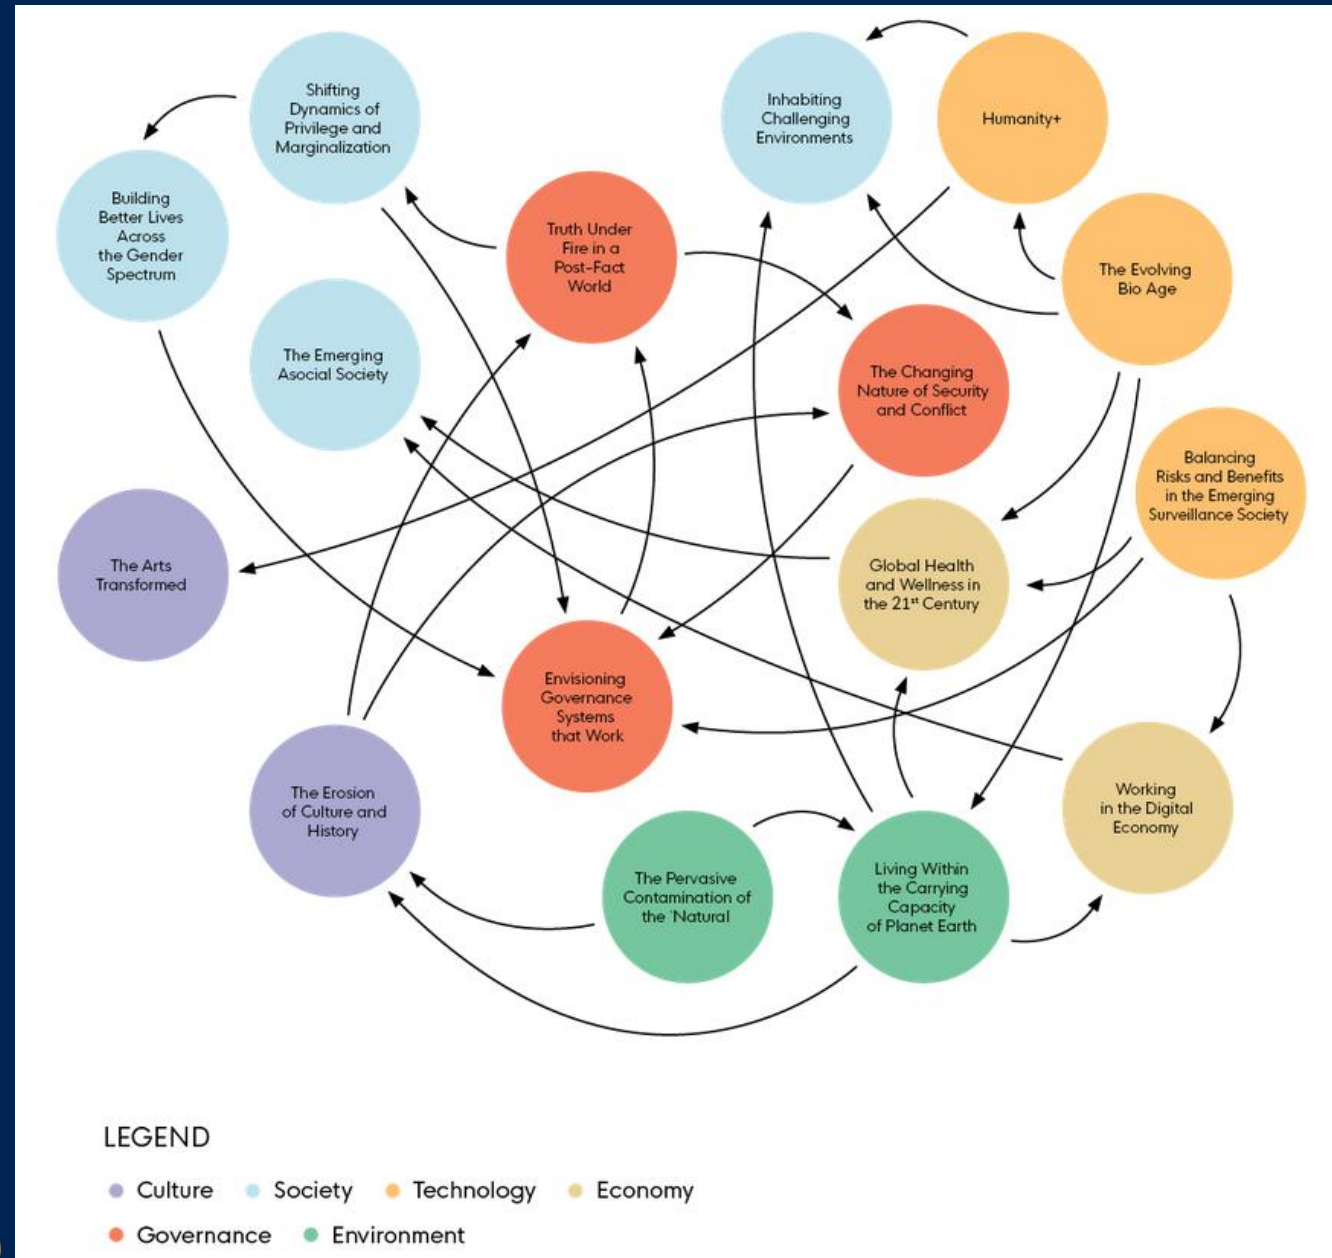 Shifting
Dynamics of
Privilege and
Marginalization
Inhabiting
Challenging
Environments
Humanity+
Building
Better Lives
Across
the Gender
Spectrum
Truth Under
Fire in a
Post-Fact
World
The Evolving
Bio Age
The Emerging
Asocial Society
The Changing
Nature of Security
and Conflict
Balancing
Risks and Benefits
in the Emerging
Surveillance Society
The Arts
Transformed
Global Health
and Wellness in
the 21st Century
Envisioning
Governance
Systems
that Work
The Erosion
of Culture and
History
Working
in the Digital
Economy
The Pervasive
Contamination of
the 'Natural
Living Within
the Carrying
Capacity
of Planet Earth
LEGEND
Culture Society Technology Economy
Governance Environment